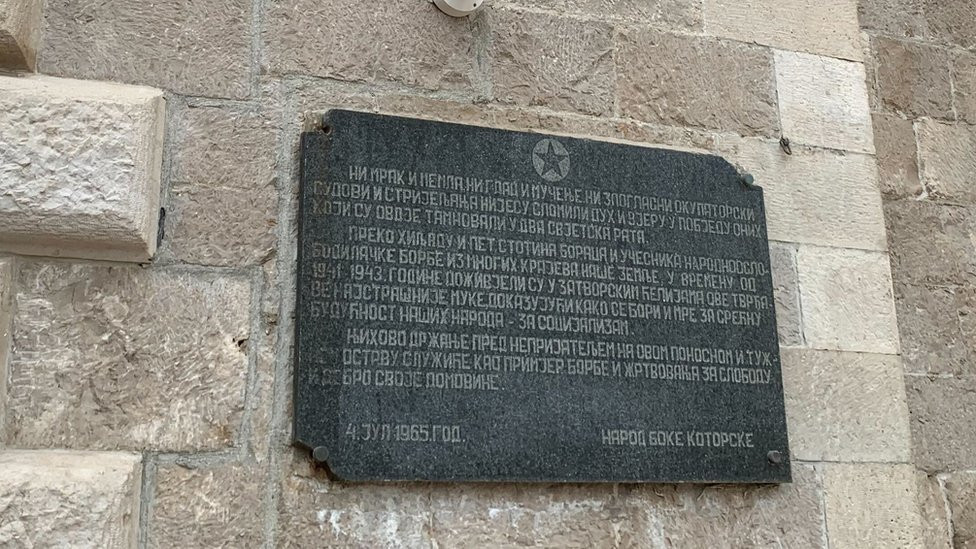 НИ МРАК И МЕМЛА, НИ ГЛАД И МУЧЕЊЕ, НИ ЗЛОГЛАСНИ ОКУПАТОРСКИ
СУДОВИ И СТРИЈЕЉАЊА НИЈЕСУ СЛОМИЛИ ДУХ И ВЈЕРУ У ПОБЈЕДУ ОНИХ
КОЈИ СУ ОВДЈЕ ТАМНОВАЛИ У ДВА СВЈЕТСКА РАТА.
ПРЕКО ХИЉАДУ И ПЕТ СТОТИНА БОРАЦА И УЧЕСНИКА НАРОДНООСЛО-
БОДИЛАЧКЕ БОРБЕ ИЗ МНОГИХ КРАЈЕВА НАШЕ ЗЕМЉЕ У ВРЕМЕНУ ОД
1941-1943. ГОДИНЕ ДОЖИВЈЕЛИ СУ У ЗАТВОРСКИМ ЋЕЛИЈАМА ОВЕ ТВРЂА-
ВЕ НАЈСТРАШНИЈЕ МУКЕ ДОКАЗУЈУЋИ КАКО СЕ БОРИ И МРЕ ЗА СРЕЋНУ
БУДУЋНОСТ НАШИХ НАРОДА - ЗА СОЦИЈАЛИЗАМ.
ЊИХОВО ДРЖАЊЕ ПРЕД НЕПРИЈАТЕЉЕМ НА ОВОМ ПОНОСНОМ И ТУЖ-
ОСТРВУ СЛУЖИЋЕ КАО ПРИМЈЕР БОРБЕ И ЖРТВОВАЊА ЗА СЛОБОДУ
И ДОБРО СВОЈЕ ДОМОВИНЕ.
4. ЈУЛ 1965. ГОД.
НАРОД БОКЕ КОТОРСКЕ